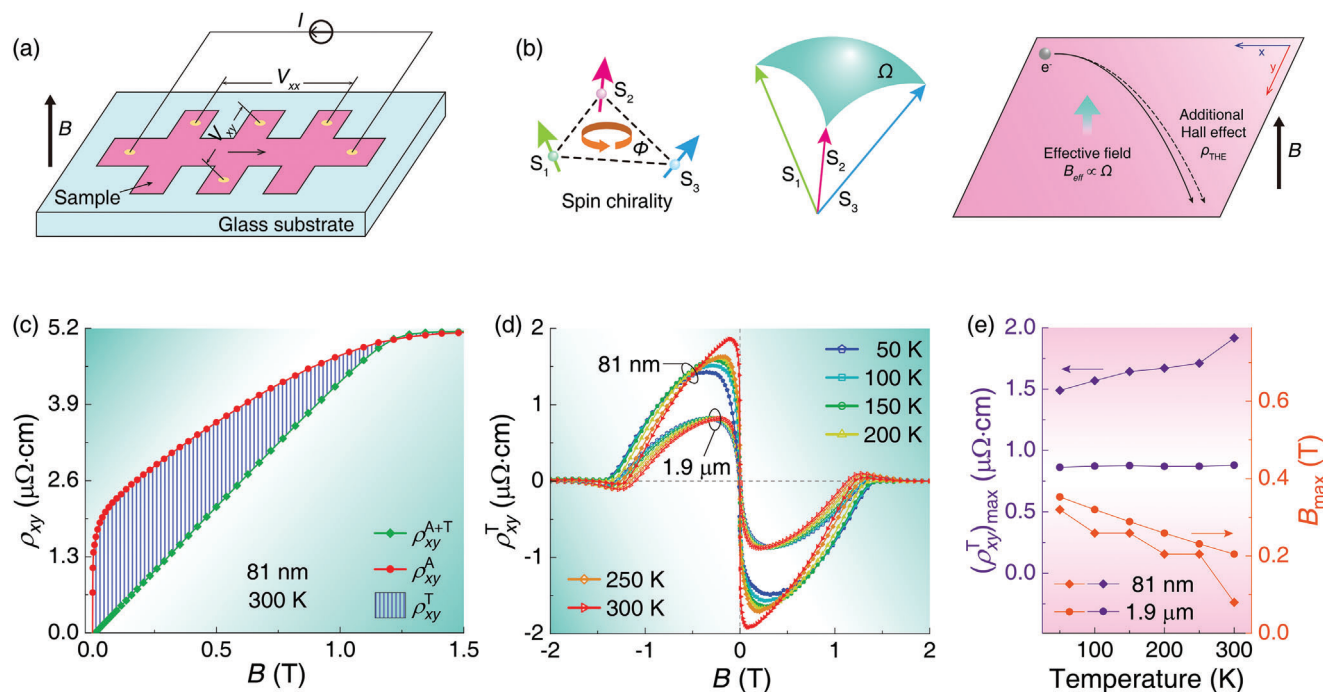 (a)
I
V_xx
V_xy
B
Sample
Glass substrate
(b)
S_2
S_1
S_3
ϕ
Spin chirality
Ω
S_1
S_2
S_3
e-
x
y
Effective field
B_eff ∝ Ω
Additional
Hall effect
ρ_THE
B
(c)
ρ_xy (μΩ·cm)
5.2
3.9
2.6
1.3
0.0
ρ_xy^A+T
ρ_xy^A
ρ_xy^T
81 nm
300 K
0.0 0.5 1.0 1.5
B (T)
(d)
ρ_xy^T (μΩ·cm)
2
1
0
-1
-2
81 nm
1.9 μm
50 K
100 K
150 K
200 K
250 K
300 K
-2 -1 0 1 2
B (T)
(e)
(ρ_xy^T)_max (μΩ·cm)
2.0
1.5
1.0
0.5
0.0
0.6
0.4
0.2
0.0
B_max (T)
81 nm
1.9 μm
100 200 300
Temperature (K)